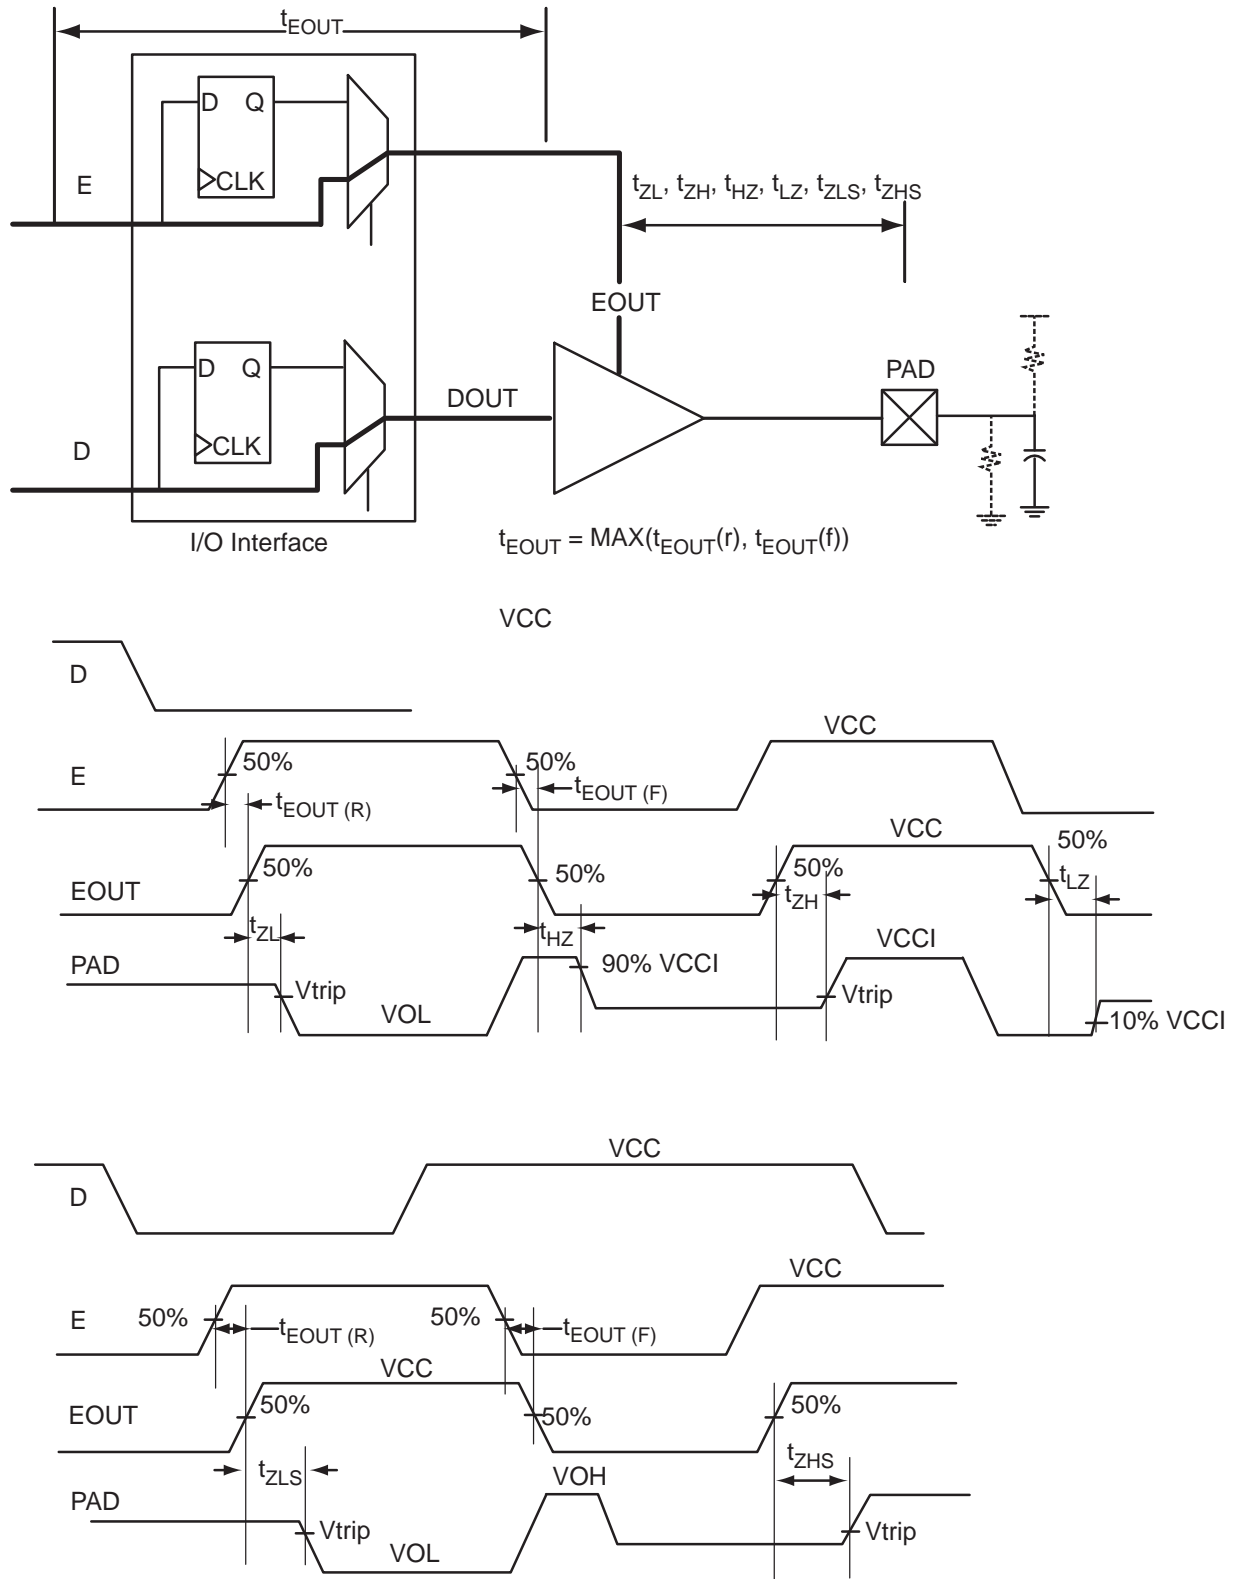 tEOUT
D Q
CLK
E
tZL, tZH, tHZ, tLZ, tZLS, tZHS
EOUT
D Q
CLK
D
DOUT
PAD
I/O Interface
tEOUT = MAX(tEOUT(r), tEOUT(f))
VCC
D
VCC
E
50%
50%
tEOUT (R)
tEOUT (F)
VCC
50%
EOUT
50%
50%
50%
tZL
tHZ
tZH
tLZ
PAD
VCCI
90% VCCI
Vtrip
Vtrip
VOL
10% VCCI
VCC
D
VCC
E
50%
50%
tEOUT (R)
tEOUT (F)
VCC
EOUT
50%
50%
50%
tZLS
VOH
tZHS
PAD
Vtrip
Vtrip
VOL